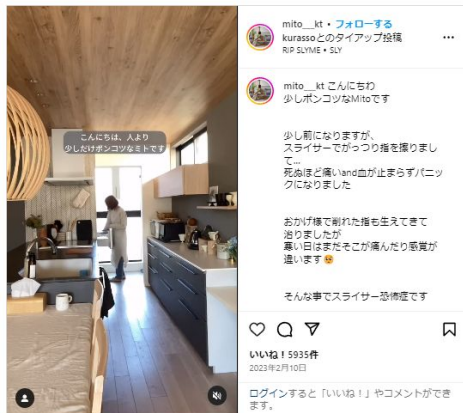 こんにちは、人より
少しだけポンコツなミトです
mito__kt • フォローする
kurassoとのタイアップ投稿
RIP SLYME • SLY
mito__kt こんにちわ
少しポンコツなMitoです
少し前になりますが、
スライサーでがっつり指を擦りまし
て...
死ぬほど痛いand血が止まらずパニッ
クになりました
おかげ様で削れた指も生えてきて
治りましたが
寒い日はまだそこが痛んだり感覚が
違います😢
そんな事でスライサー恐怖症です
いいね！5935件
2023年2月10日
ログインすると「いいね！」やコメントができ
ます。